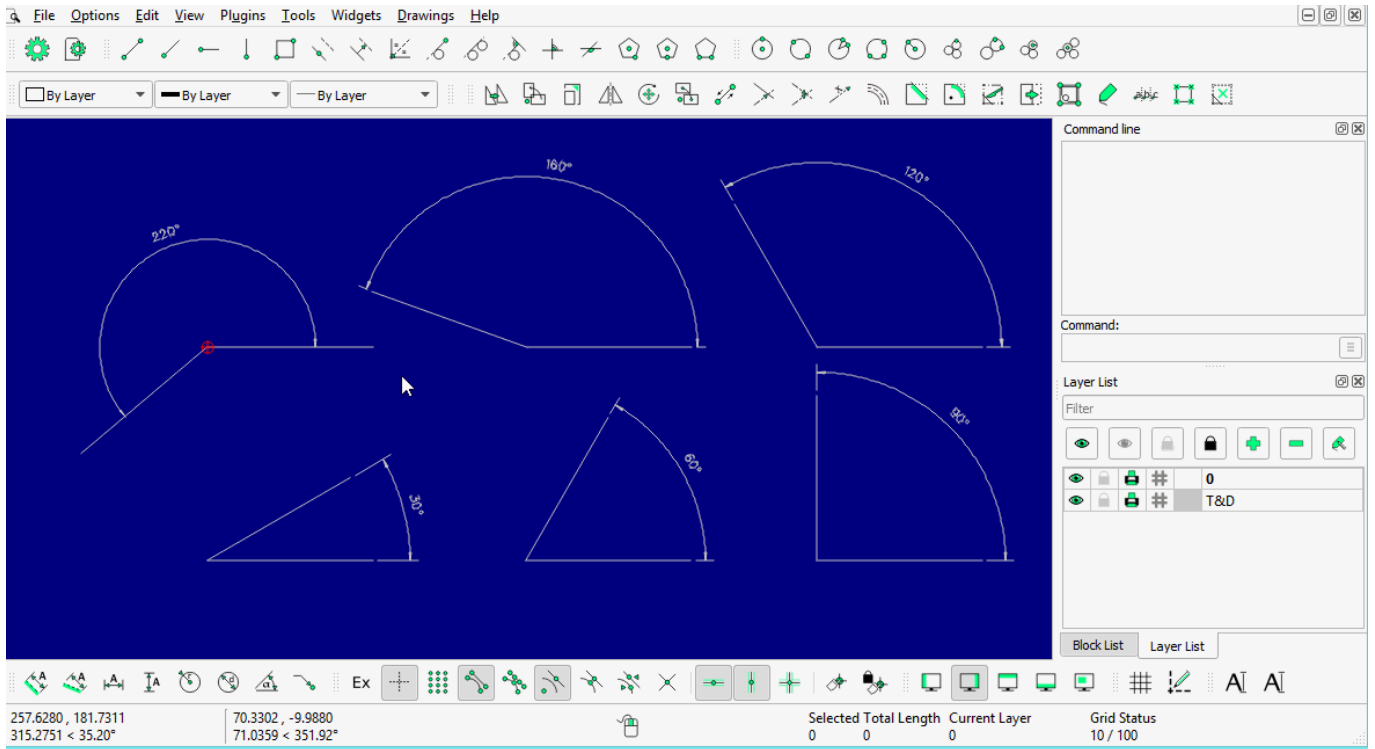 File Options Edit View Plugins Tools Widgets Drawings Help
By Layer By Layer By Layer
Command line
160°
120°
220°
Command:
Layer List
Filter
90°
60°
30°
0
T&D
Block List Layer List
Ex
257.6280 , 181.7311 70.3302 , -9.9880 Selected Total Length Current Layer Grid Status
315.2751 < 35.20° 71.0359 < 351.92° 0 0 0 10 / 100